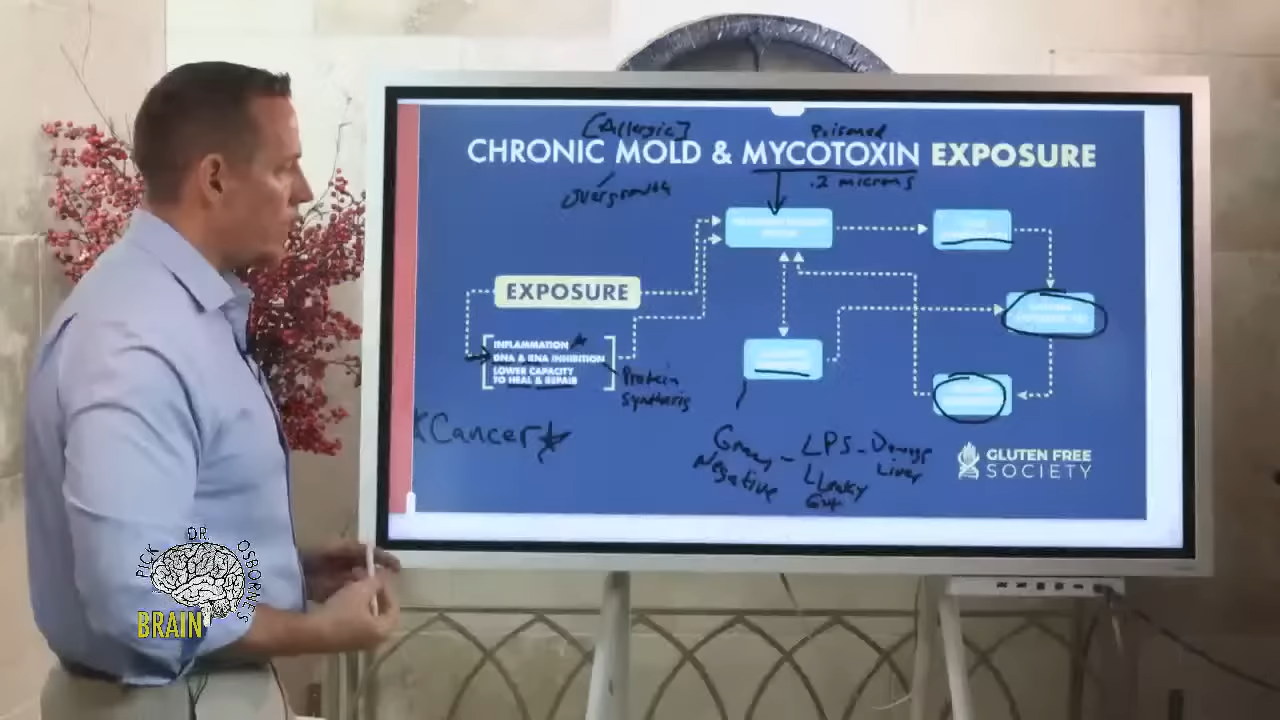 [Allergic]
Poisoned
CHRONIC MOLD & MYCOTOXIN EXPOSURE
Overgrowth
.2 microns
EXPOSURE
INFLAMMATION
DNA & RNA INHIBITION
LOWER CAPACITY
TO HEAL & REPAIR
Protein
Synthesis
Cancer
Gram Negative - LPS - Damage Liver
Leaky
Gut
GLUTEN FREE
SOCIETY
PICK DR OSBORNE'S
BRAIN